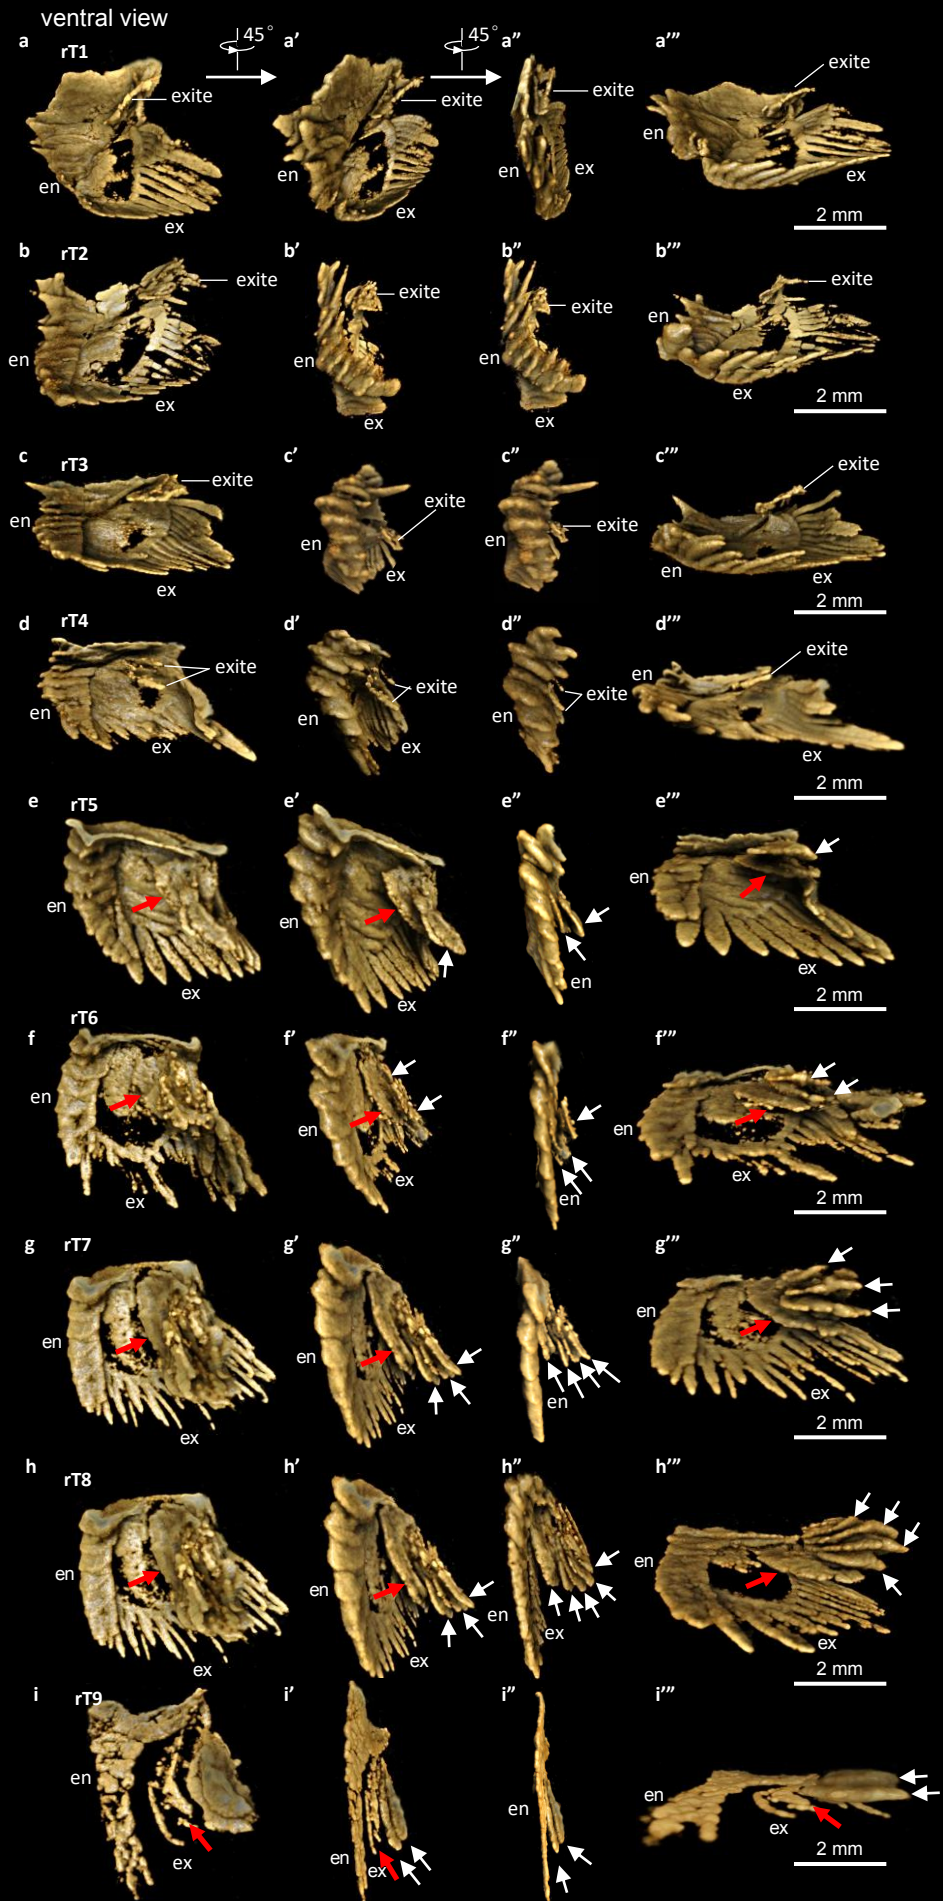 ventral view
a rT1 45° a′ 45° a″ a‴
exite exite exite exite
en en en ex en
ex ex ex
2 mm
b rT2 b′ b″ b‴
exite exite exite exite
en en en en
ex ex ex ex
2 mm
c rT3 c′ c″ c‴
exite exite exite exite
en en en en
ex ex ex
2 mm
d rT4 d′ d″ d‴
exite exite exite exite
en en en en
ex ex ex
2 mm
e rT5 e′ e″ e‴
en en en en
ex ex ex
2 mm
rT6
f f′ f″ f‴
en en en en
ex ex ex
2 mm
g rT7 g′ g″ g‴
en en en en
ex ex ex
2 mm
h rT8 h′ h″ h‴
en en en en
ex ex ex ex
2 mm
i rT9 i′ i″ i‴
en en en en
ex ex ex
2 mm